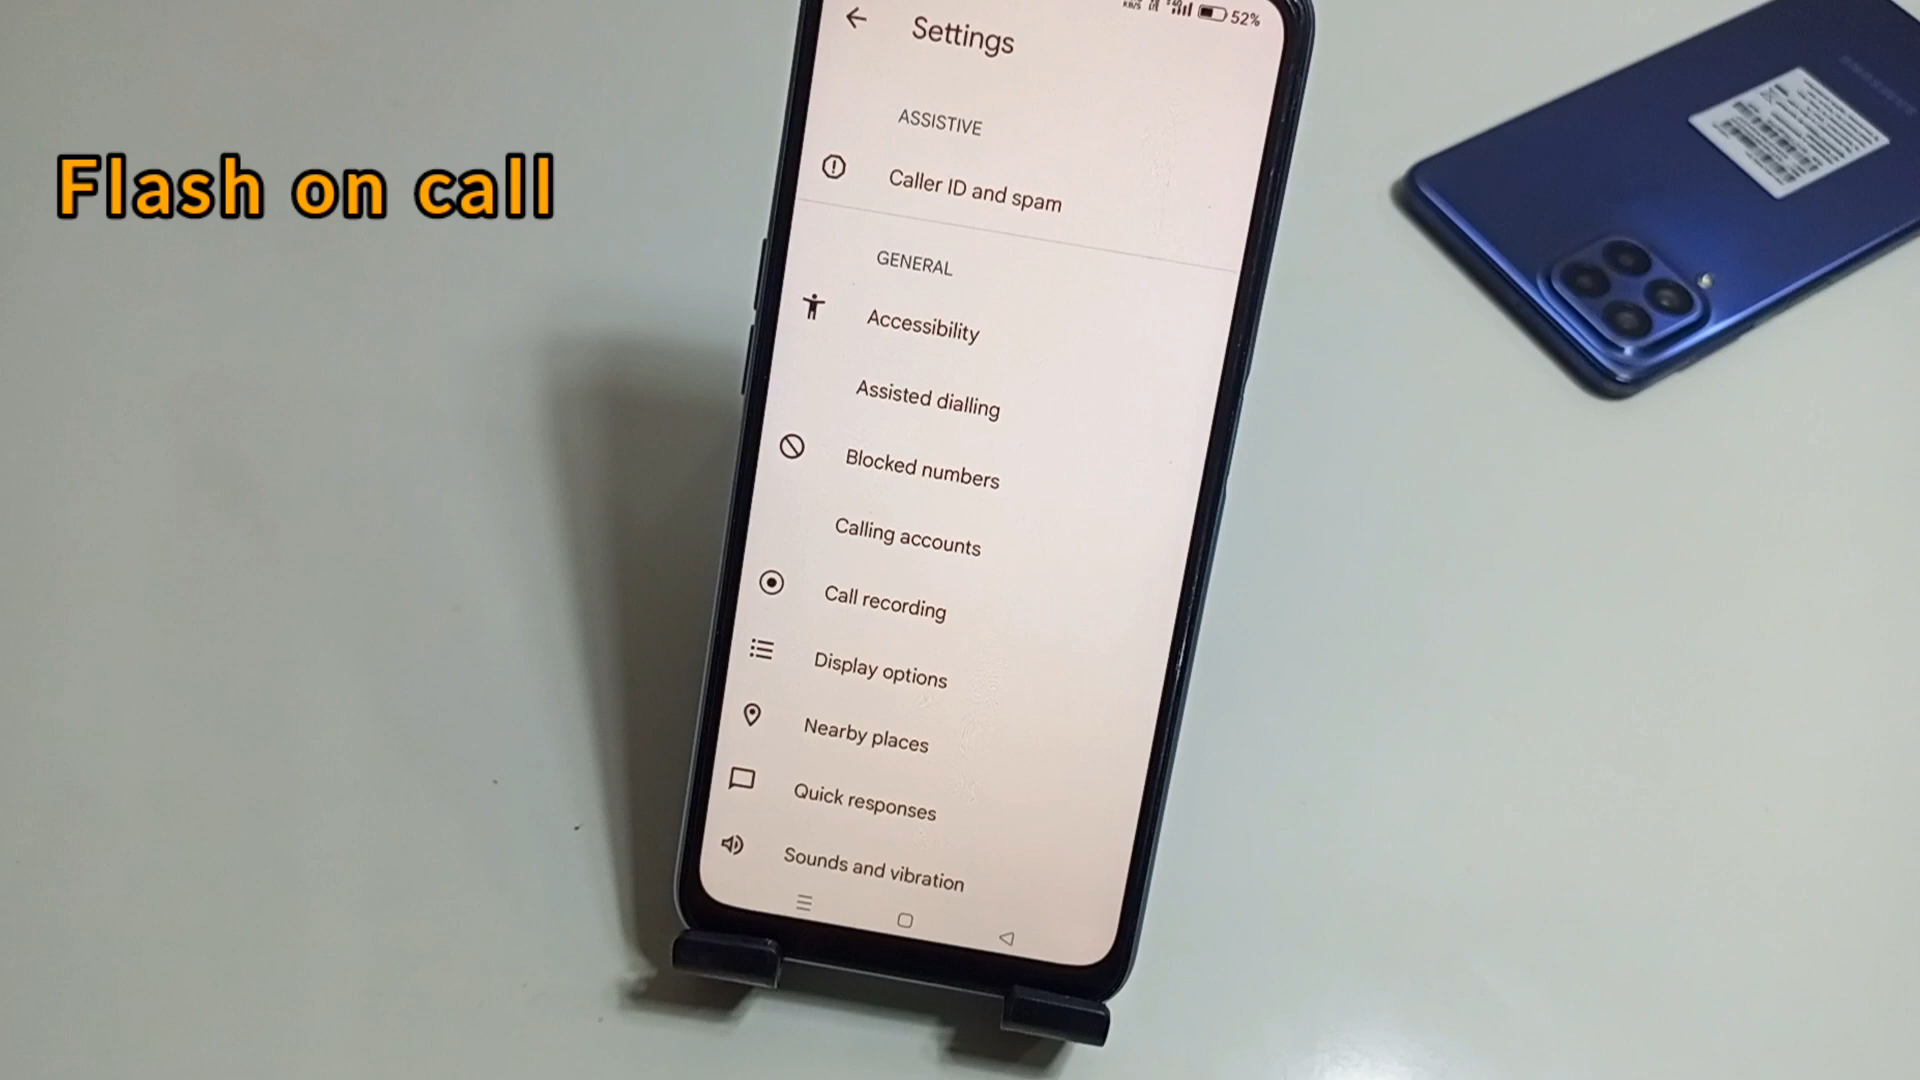 Flash on call
52%
Settings
ASSISTIVE
Caller ID and spam
GENERAL
Accessibility
Assisted dialling
Blocked numbers
Calling accounts
Call recording
Display options
Nearby places
Quick responses
Sounds and vibration
SAMSUNG